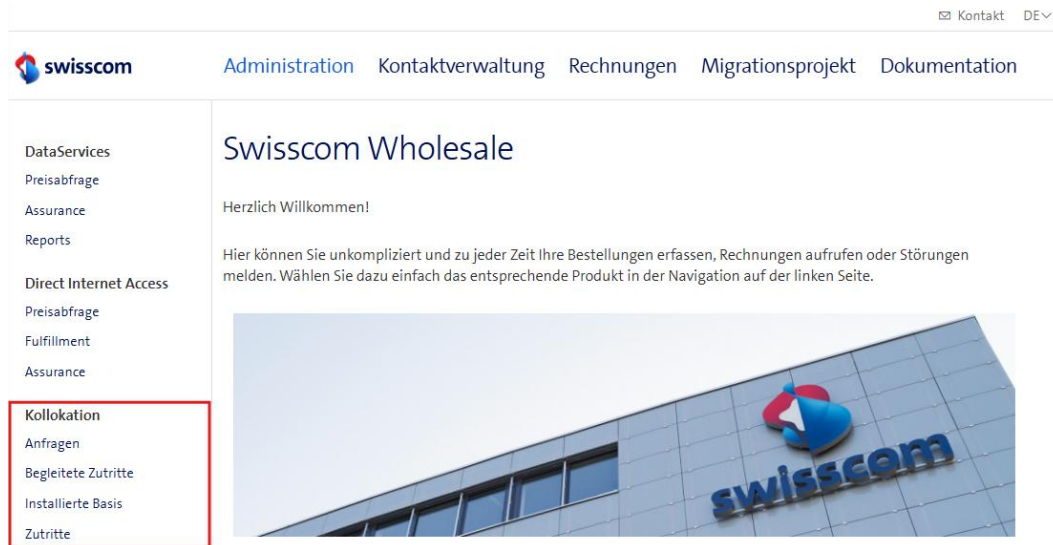 Kontakt DE
swisscom Administration Kontaktverwaltung Rechnungen Migrationsprojekt Dokumentation
DataServices
Preisabfrage
Assurance
Reports
Direct Internet Access
Preisabfrage
Fulfillment
Assurance
Kollokation
Anfragen
Begleitete Zutritte
Installierte Basis
Zutritte
Swisscom Wholesale
Herzlich Willkommen!
Hier können Sie unkompliziert und zu jeder Zeit Ihre Bestellungen erfassen, Rechnungen aufrufen oder Störungen
melden. Wählen Sie dazu einfach das entsprechende Produkt in der Navigation auf der linken Seite.
swisscom